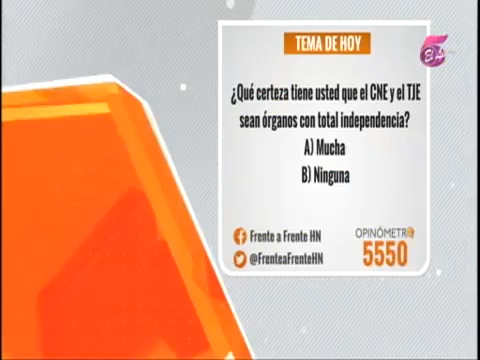 TEMA DE HOY
5
¿Qué certeza tiene usted que el CNE y el TJE
sean órganos con total independencia?
A) Mucha
B) Ninguna
Frente a Frente HN
@FrenteaFrenteHN
OPINÓMETRO
5550